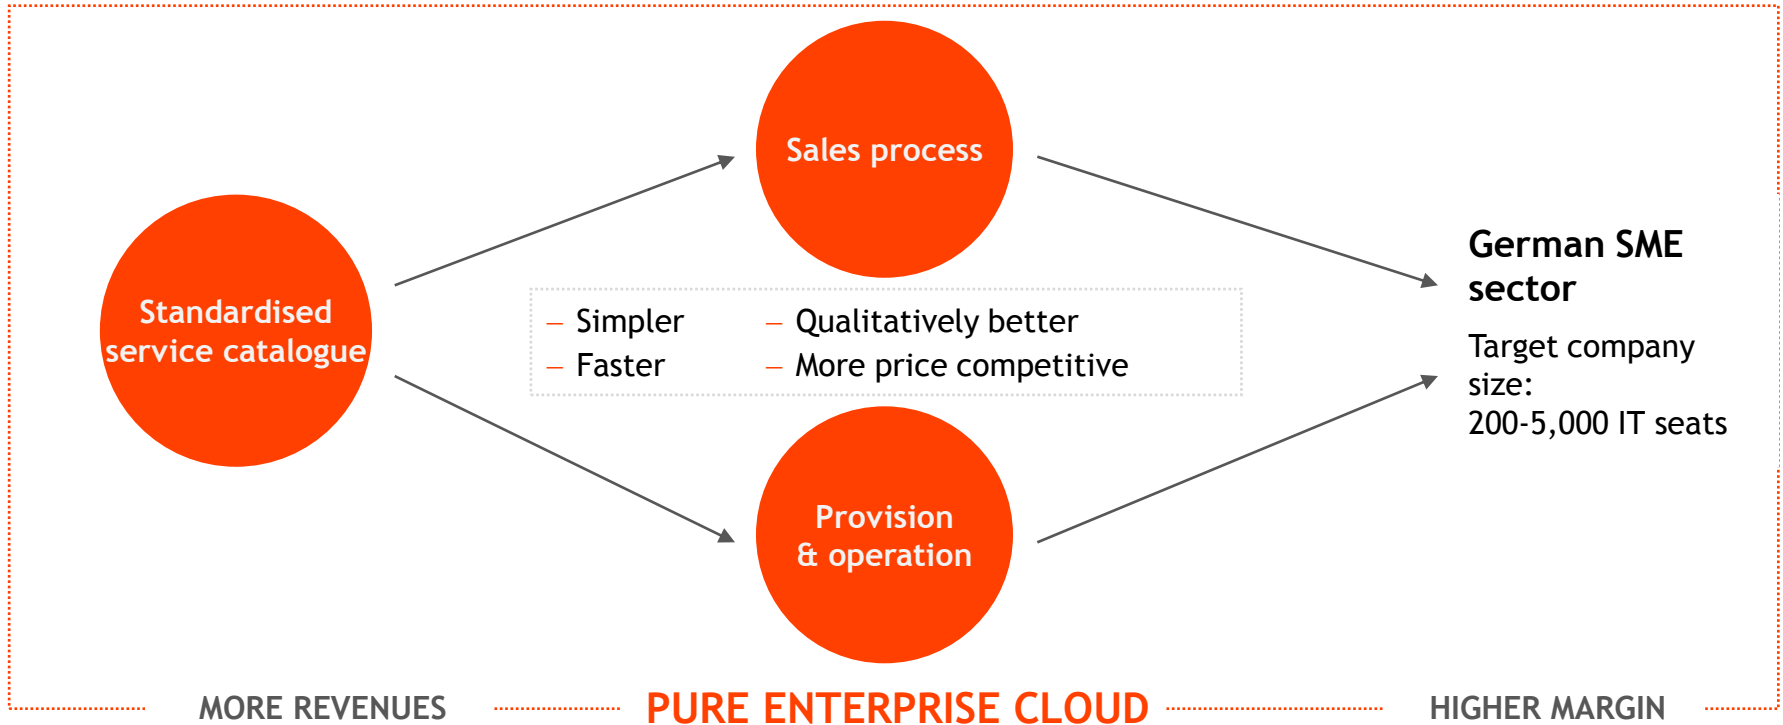 Sales process
Standardised
service catalogue
– Simpler
– Qualitatively better
– Faster
– More price competitive
German SME
sector
Target company
size:
200-5,000 IT seats
Provision
& operation
MORE REVENUES
PURE ENTERPRISE CLOUD
HIGHER MARGIN